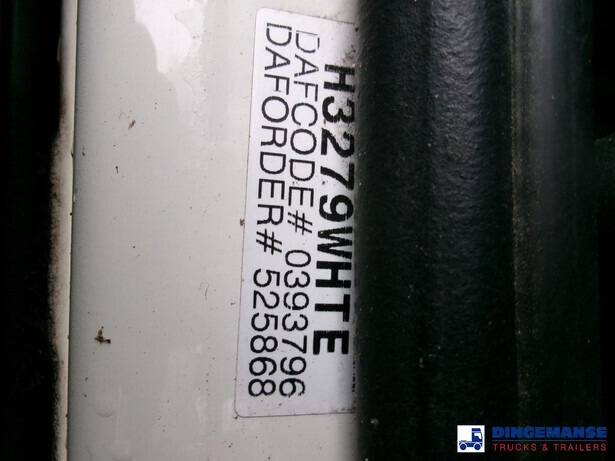 H3279WHTE
DAFCODE# 0393796
DAFORDER# 525868
DINGEMANSE
TRUCKS & TRAILERS